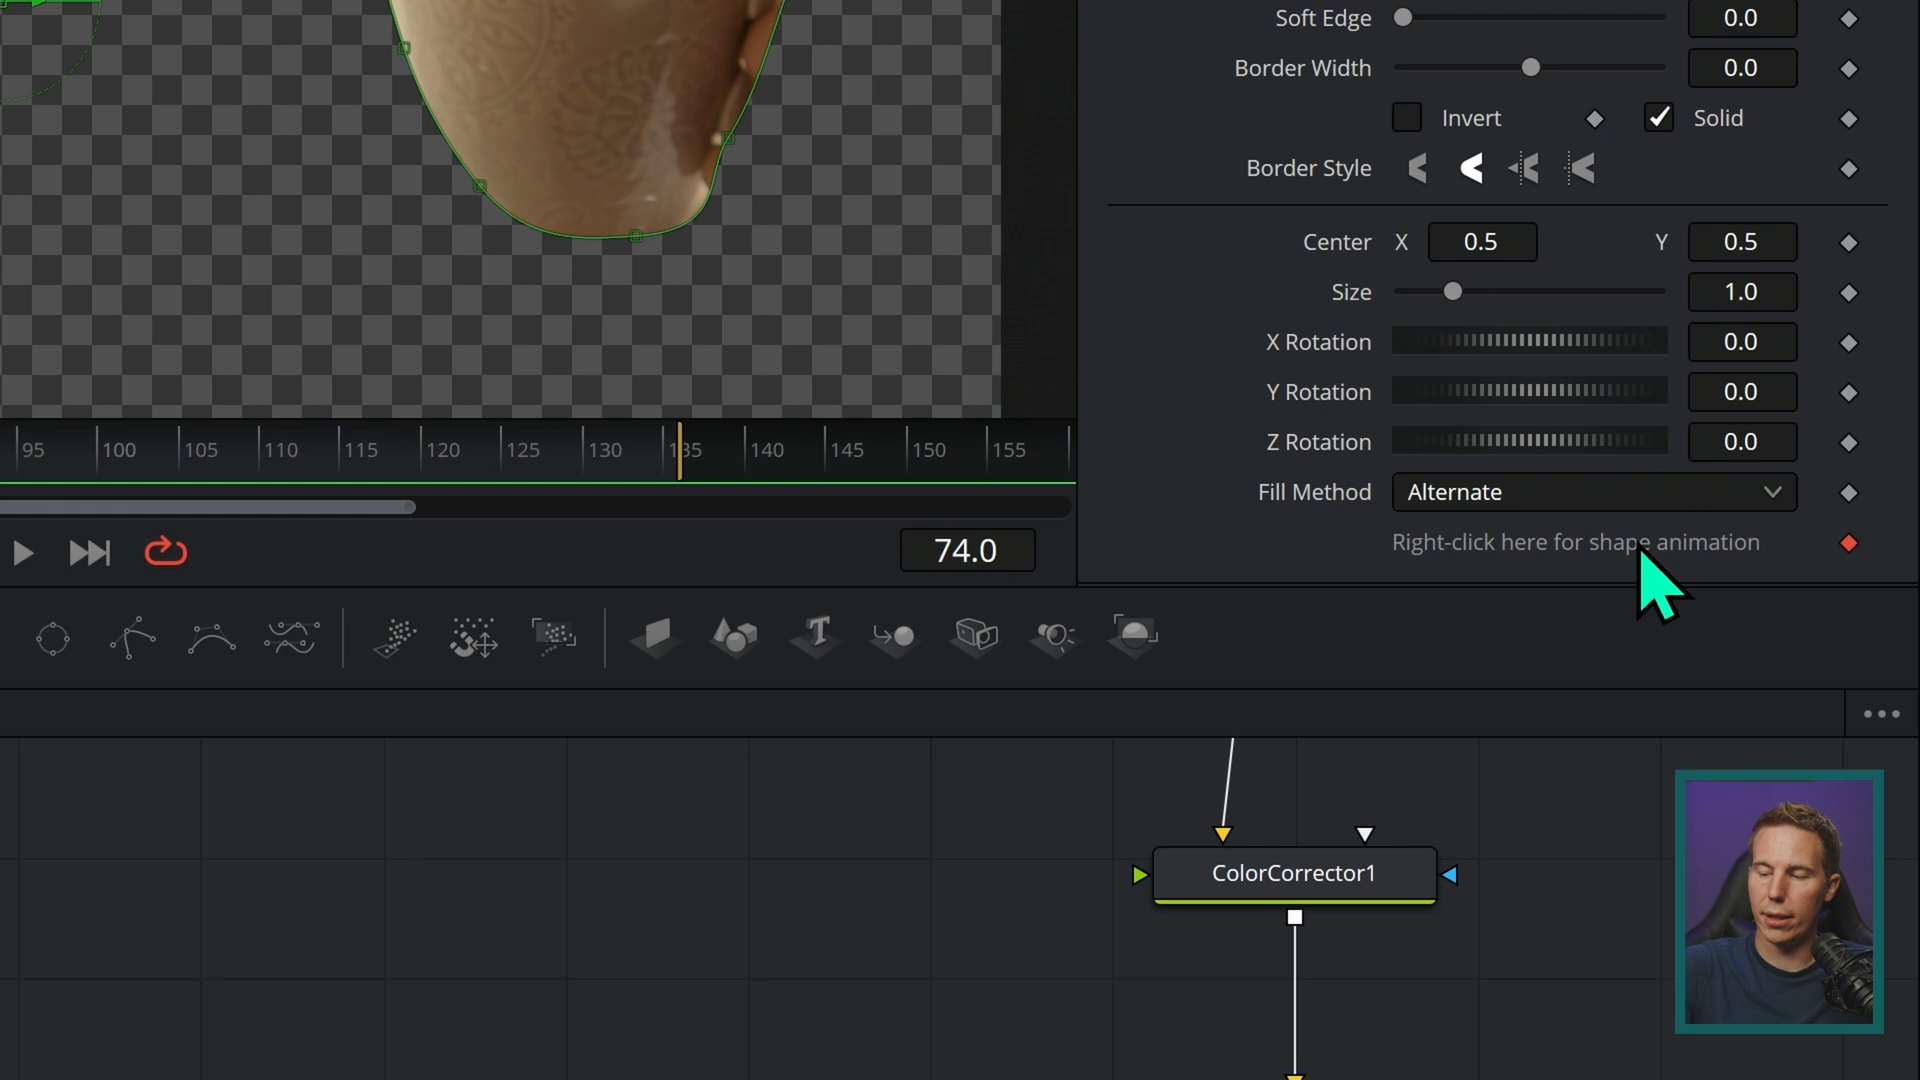 Soft Edge 0.0
Border Width 0.0
Invert Solid
Border Style
Center X 0.5 Y 0.5
Size 1.0
X Rotation 0.0
Y Rotation 0.0
Z Rotation 0.0
Fill Method Alternate
Right-click here for shape animation
95 100 105 110 115 120 125 130 135 140 145 150 155
74.0
T
ColorCorrector1